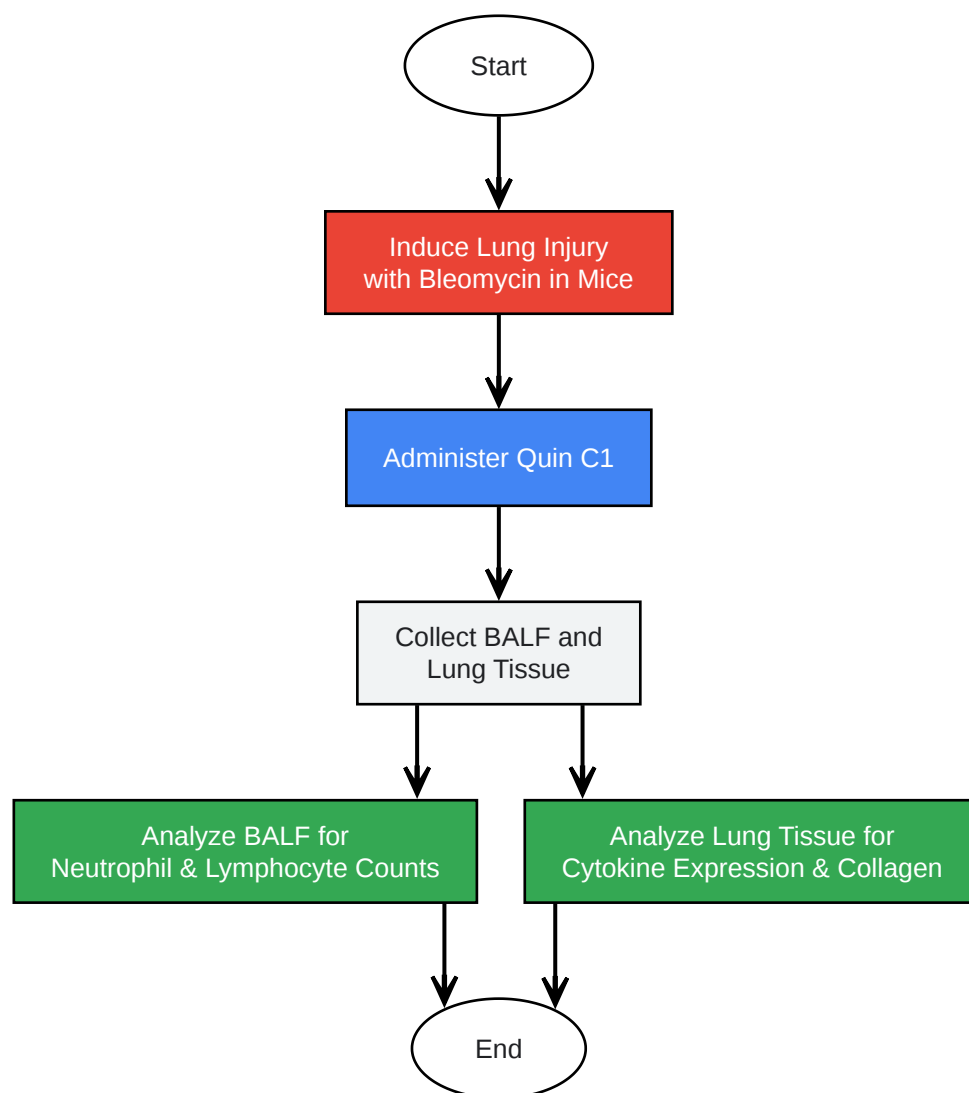 Start
Induce Lung Injury
with Bleomycin in Mice
Administer Quin C1
Collect BALF and
Lung Tissue
Analyze BALF for
Neutrophil & Lymphocyte Counts
Analyze Lung Tissue for
Cytokine Expression & Collagen
End